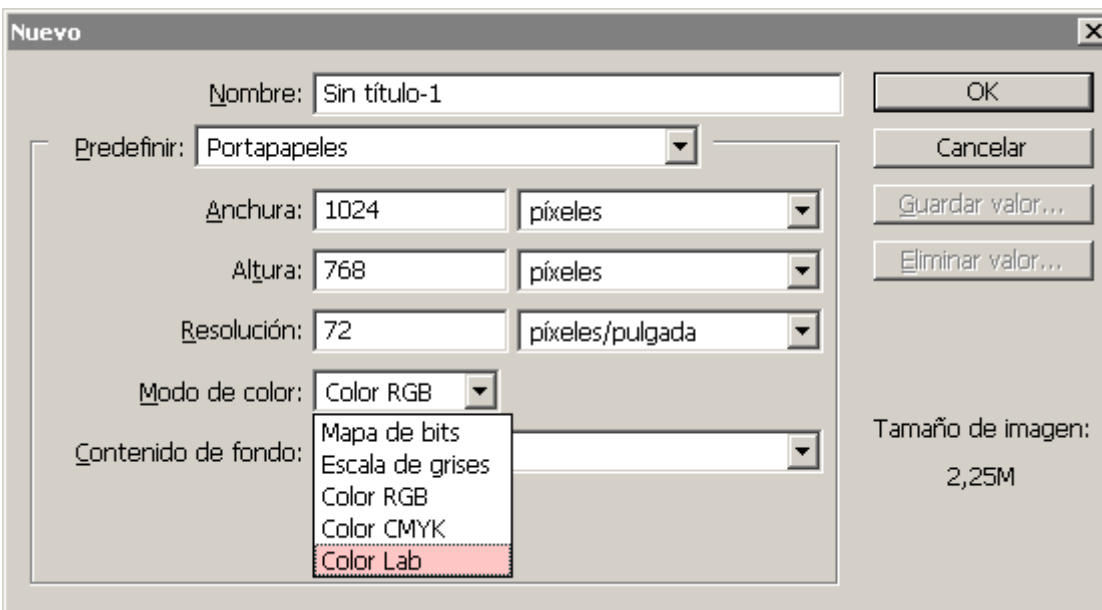 Nuevo
Nombre: Sin título-1
OK
Predefinir: Portapapeles
Cancelar
Anchura: 1024 píxeles
Guardar valor...
Altura: 768 píxeles
Eliminar valor...
Resolución: 72 píxeles/pulgada
Modo de color: Color RGB
Mapa de bits
Escala de grises
Color RGB
Color CMYK
Color Lab
Contenido de fondo:
Tamaño de imagen:
2,25M